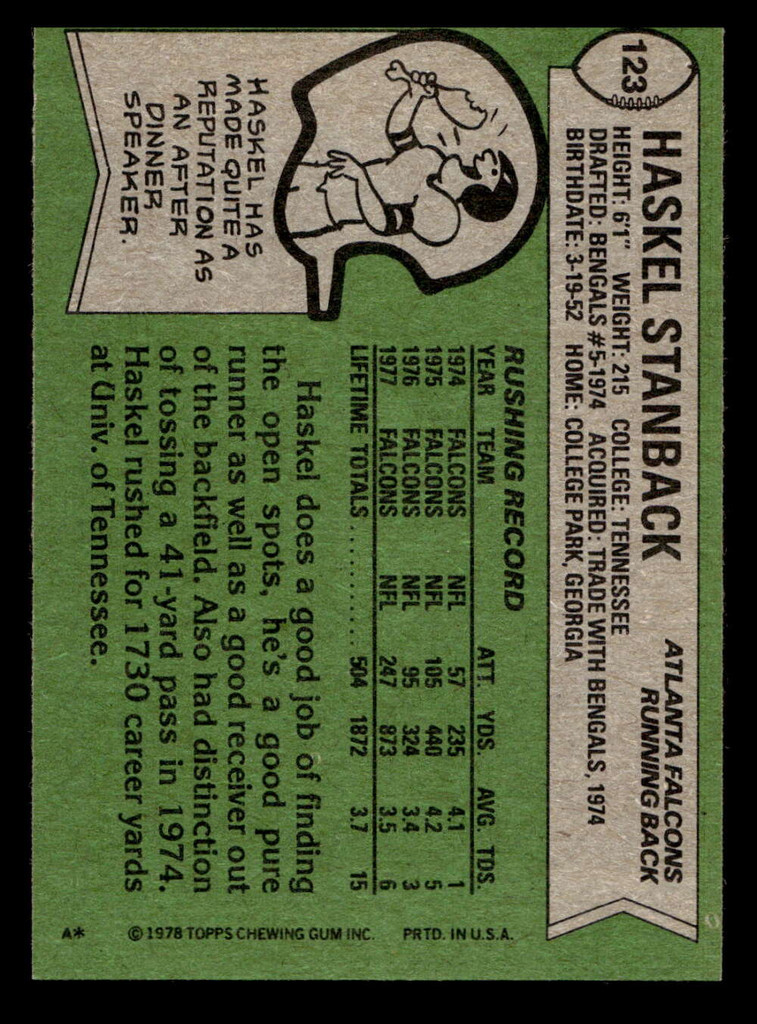 123
HASKEL STANBACK
ATLANTA FALCONS
RUNNING BACK
HEIGHT: 6'1" WEIGHT: 215 COLLEGE: TENNESSEE
DRAFTED: BENGALS #5-1974 ACQUIRED: TRADE WITH BENGALS, 1974
BIRTHDATE: 3-19-52 HOME: COLLEGE PARK, GEORGIA
HASKEL HAS
MADE QUITE A
REPUTATION AS
AN AFTER
DINNER
SPEAKER.
RUSHING RECORD
YEAR TEAM ATT. YDS. AVG. TDS.
1974 FALCONS NFL 57 235 4.1 1
1975 FALCONS NFL 105 440 4.2 5
1976 FALCONS NFL 95 324 3.4 3
1977 FALCONS NFL 247 873 3.5 6
LIFETIME TOTALS ............ 504 1872 3.7 15
Haskel does a good job of finding
the open spots, he's a good pure
runner as well as a good receiver out
of the backfield. Also had distinction
of tossing a 41-yard pass in 1974.
Haskel rushed for 1730 career yards
at Univ. of Tennessee.
A* © 1978 TOPPS CHEWING GUM INC. PRTD. IN U.S.A.